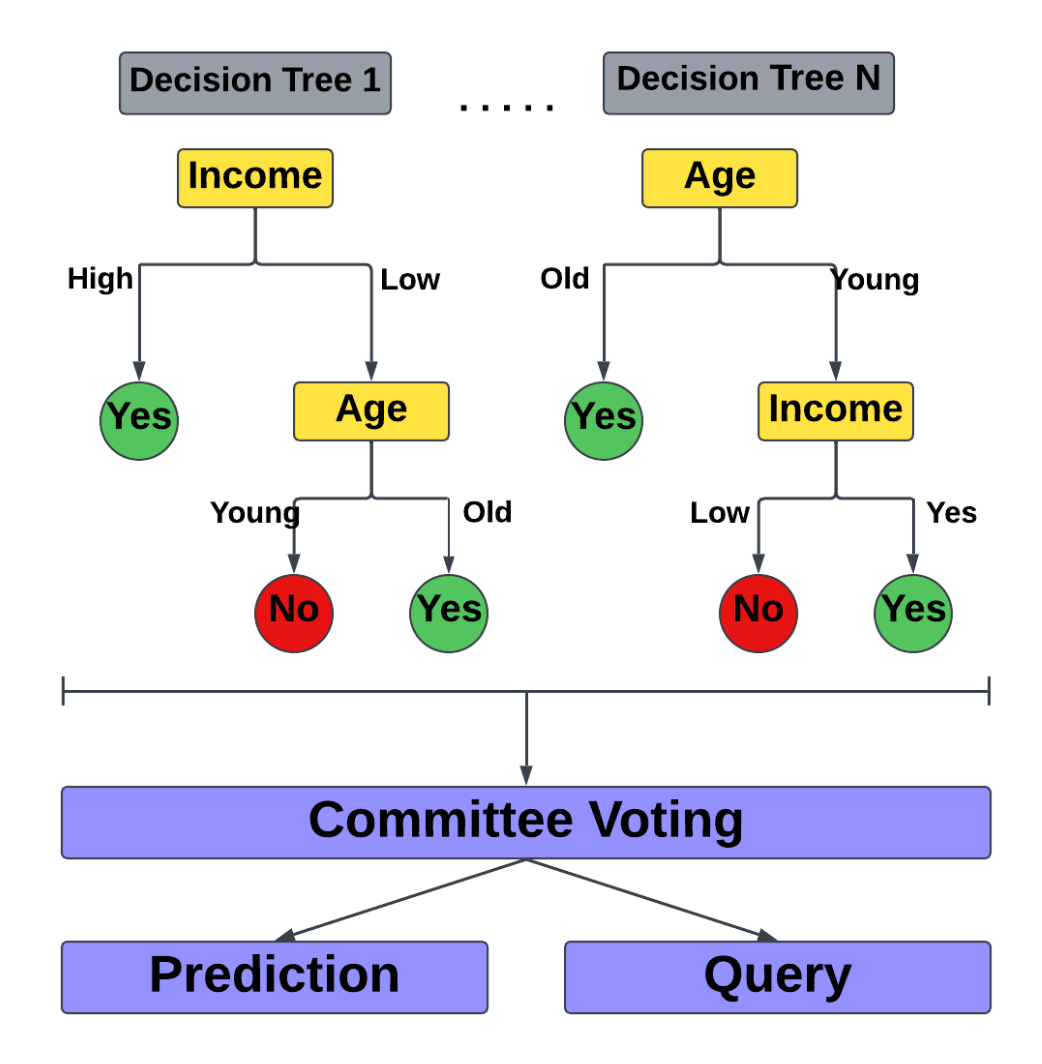 Decision Tree 1
.....
Decision Tree N
Income
Age
High
Low
Old
Young
Yes
Age
Yes
Income
Young
Old
Low
Yes
No
Yes
No
Yes
Committee Voting
Prediction
Query